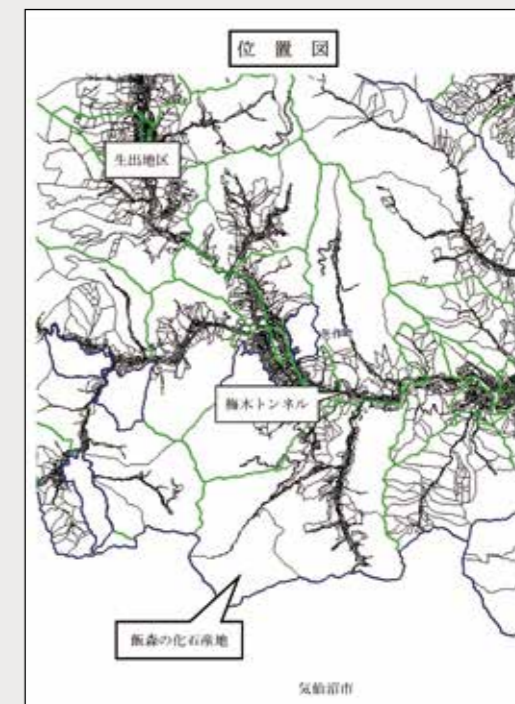 位置図
生出地区
梅木トンネル
飯森の化石産地
気仙沼市